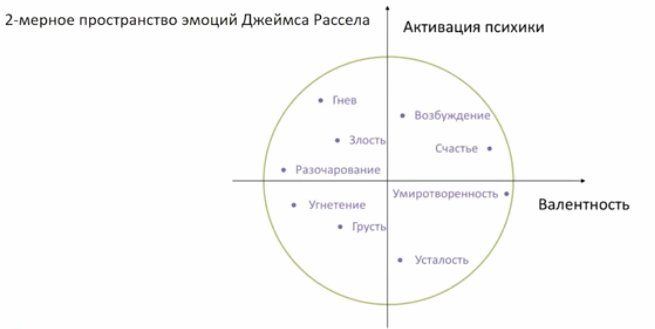 2-мерное пространство эмоций Джеймса Рассела
Активация психики
Гнев
Возбуждение
Злость
Счастье
Разочарование
Умиротворенность
Валентность
Угнетение
Грусть
Усталость